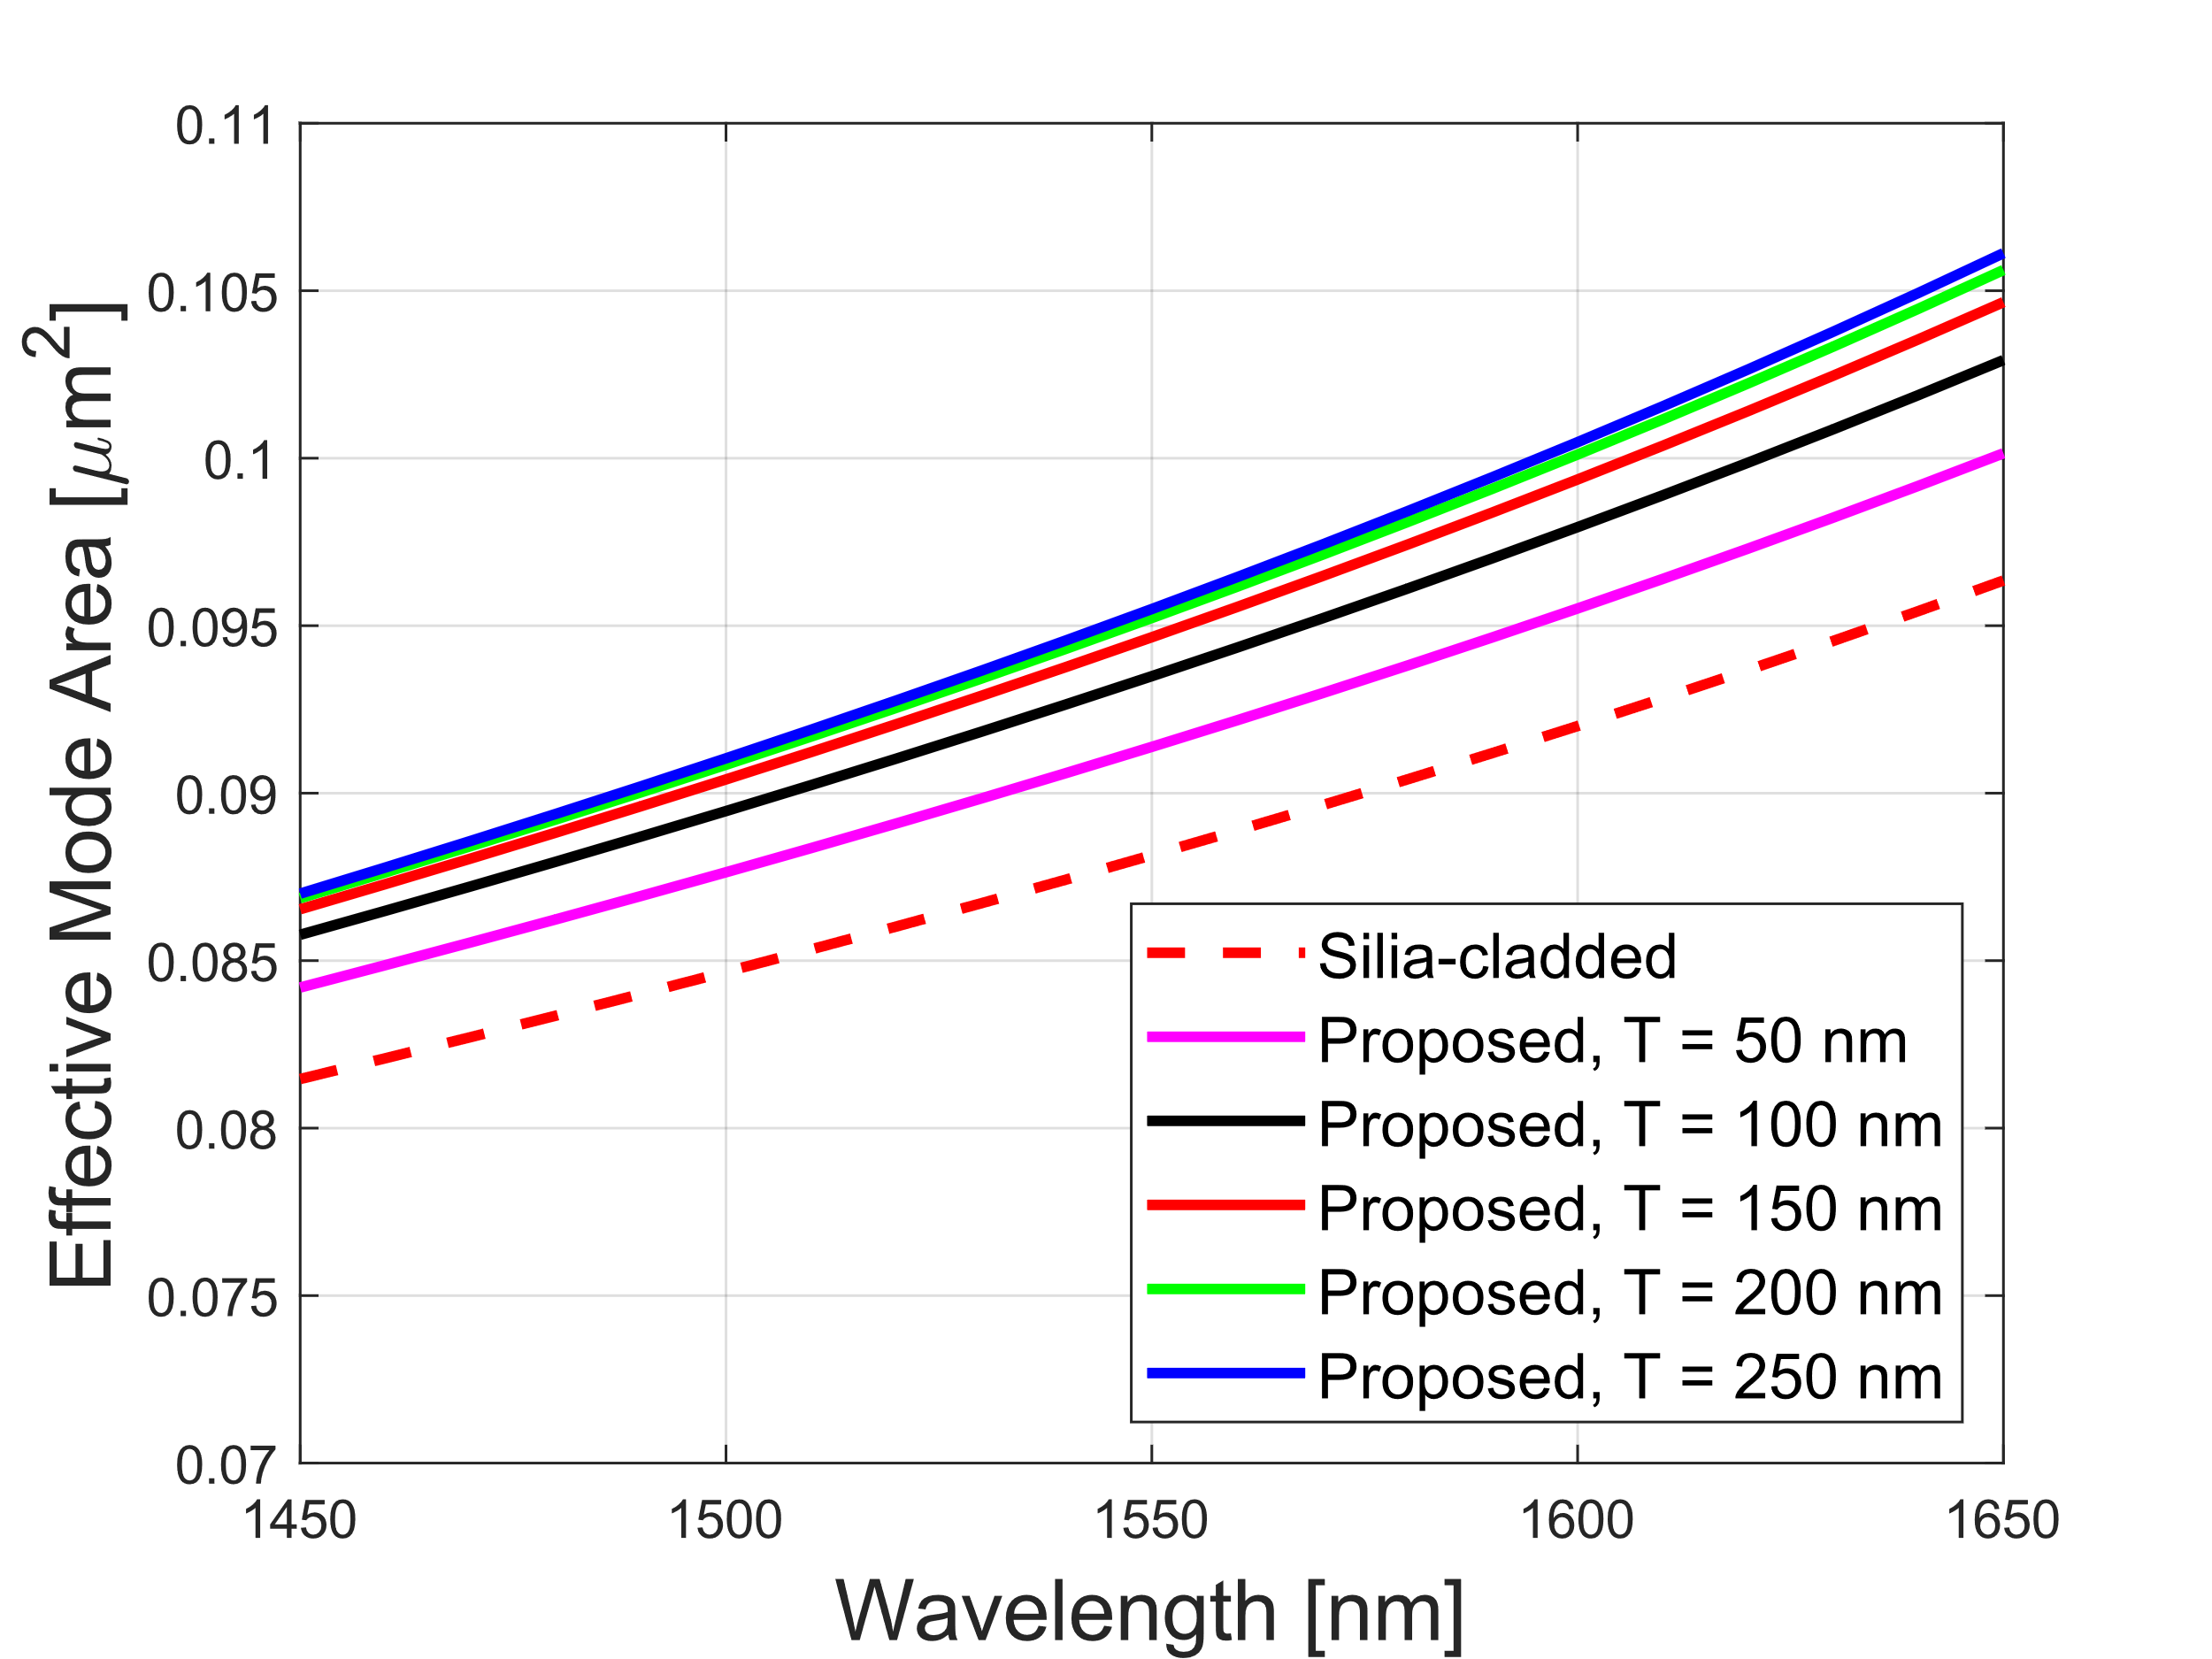 0.11
0.105
0.1
0.095
0.09
0.085
0.08
0.075
0.07
Effective Mode Area [μm²]
1450 1500 1550 1600 1650
Wavelength [nm]
Silia-cladded
Proposed, T = 50 nm
Proposed, T = 100 nm
Proposed, T = 150 nm
Proposed, T = 200 nm
Proposed, T = 250 nm